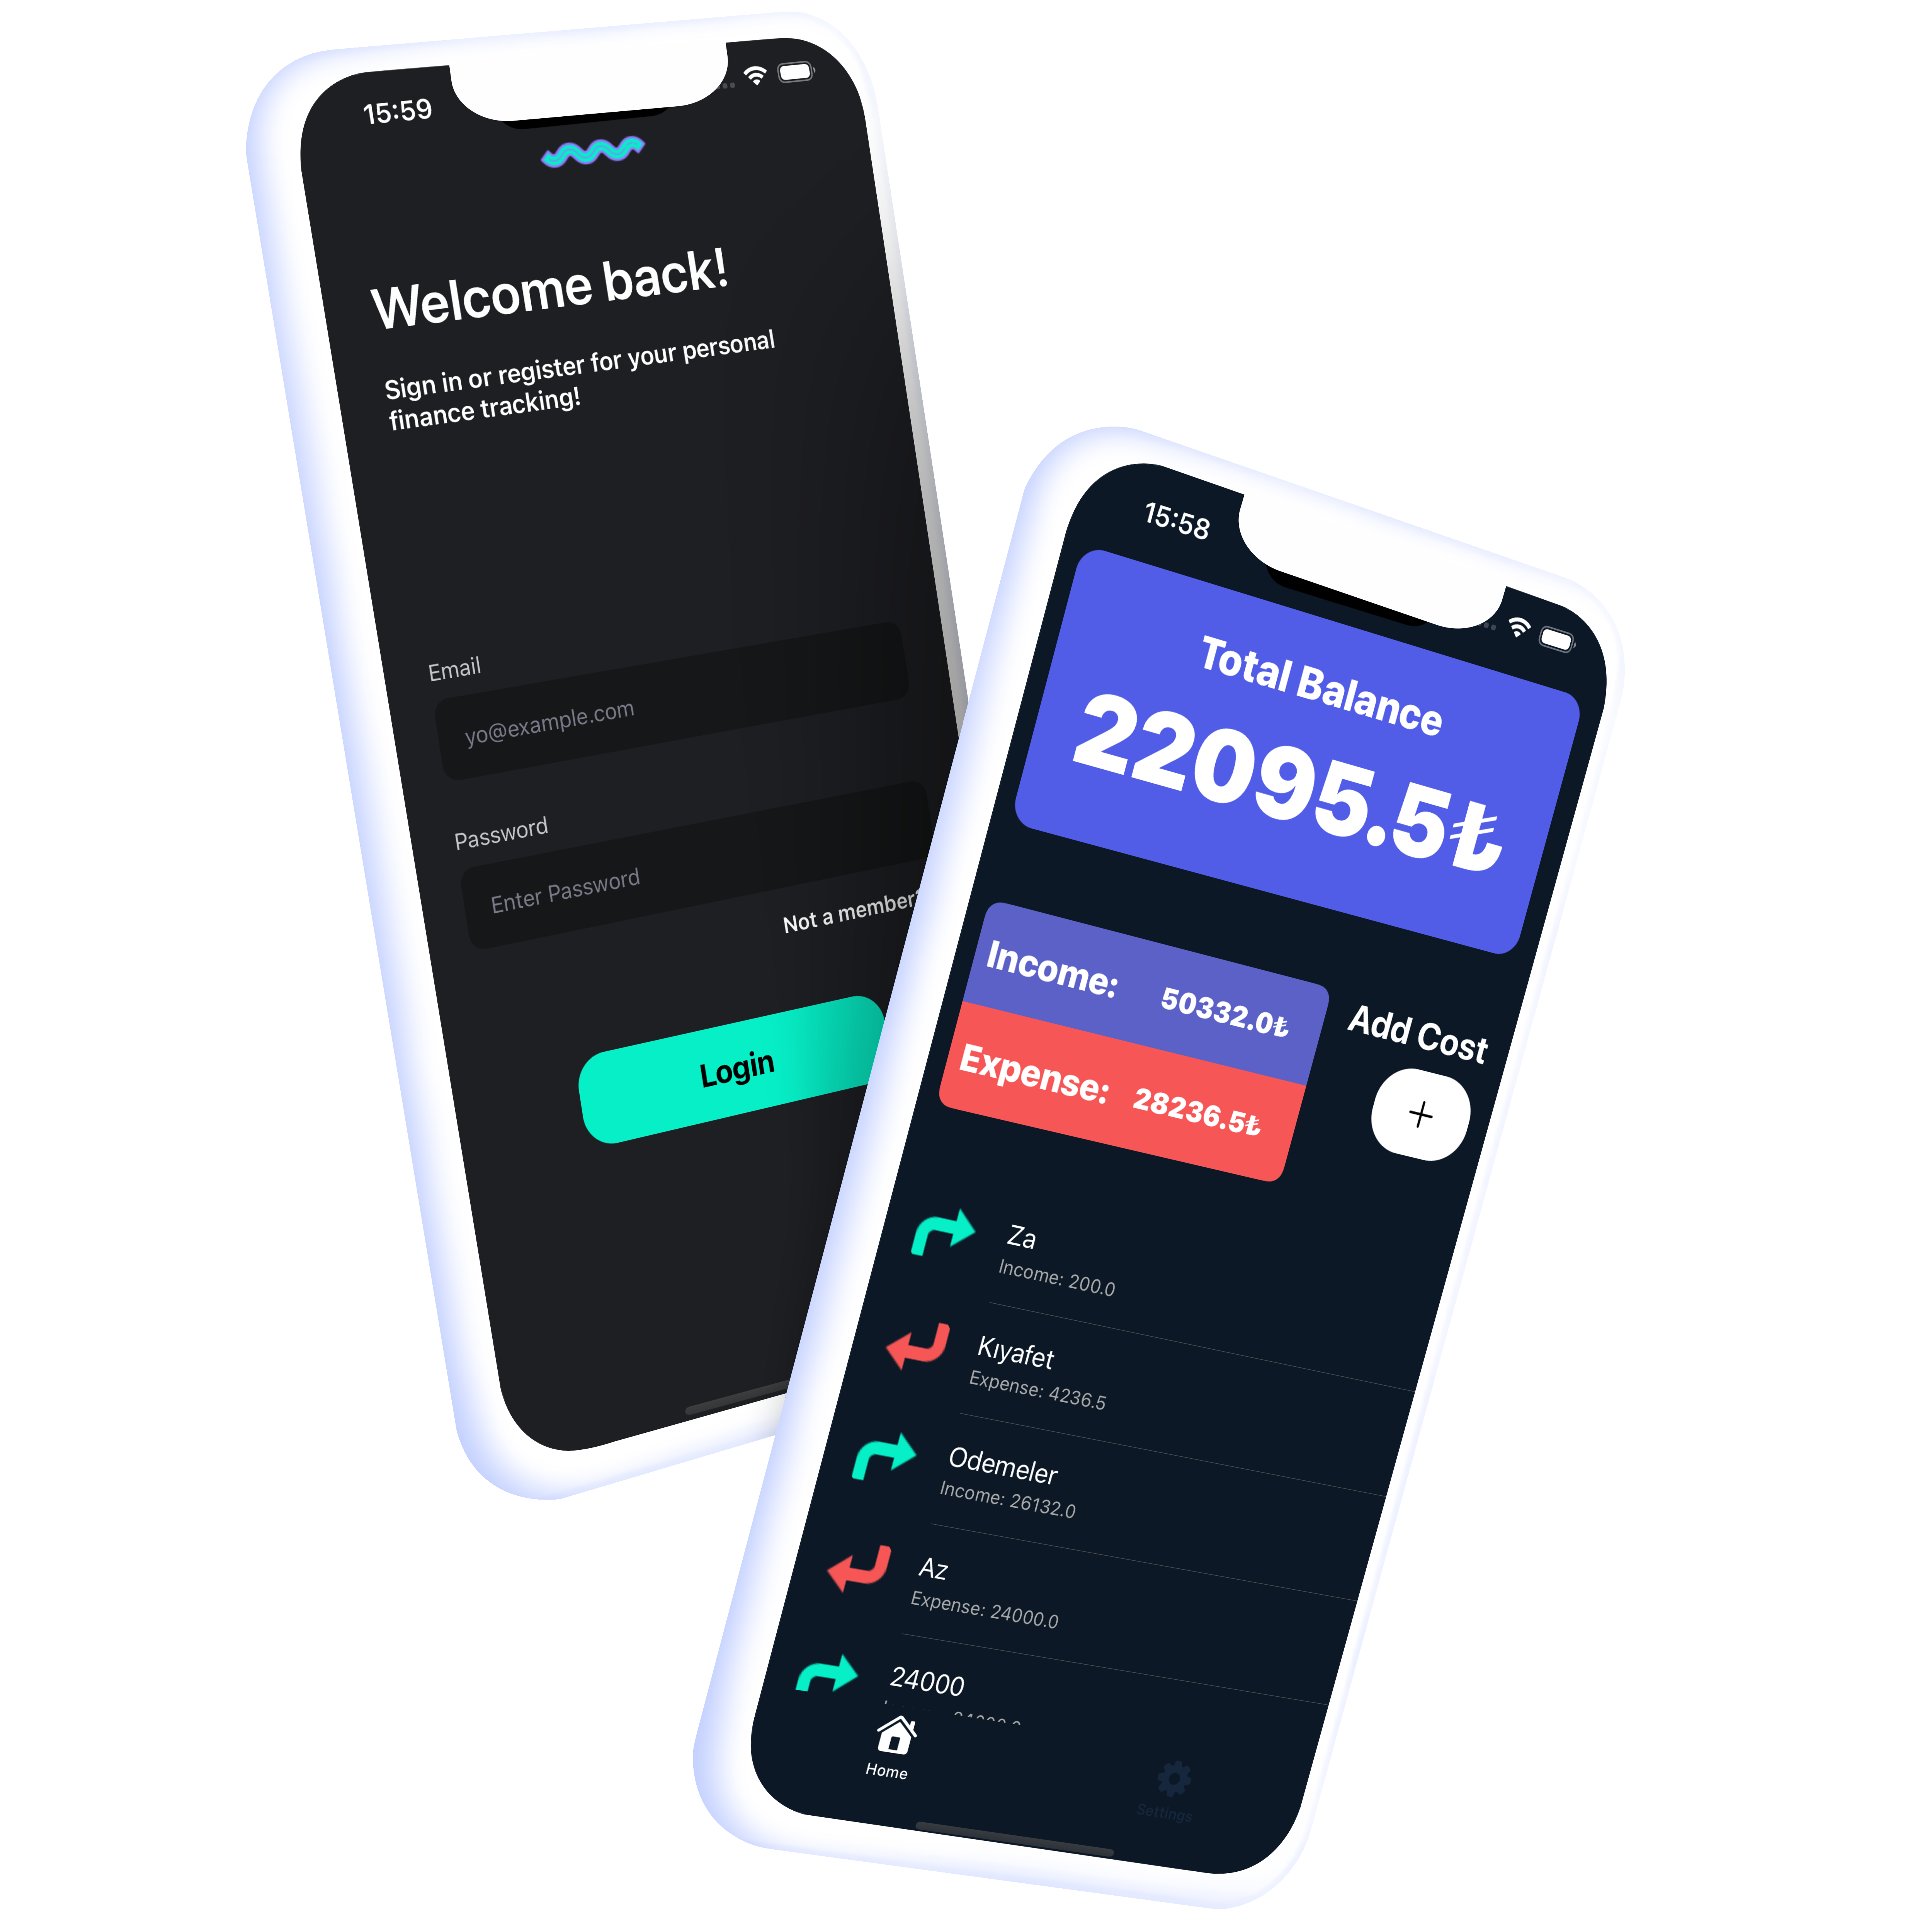 15:59
Welcome back!
Sign in or register for your personal
finance tracking!
Email
yo@example.com
Password
Enter Password
Not a member?
Login
15:58
Total Balance
22095.5₺
Income: 50332.0₺
Expense: 28236.5₺
Add Cost
+
Za
Income: 200.0
Kıyafet
Expense: 4236.5
Odemeler
Income: 26132.0
Az
Expense: 24000.0
24000
Home
Settings